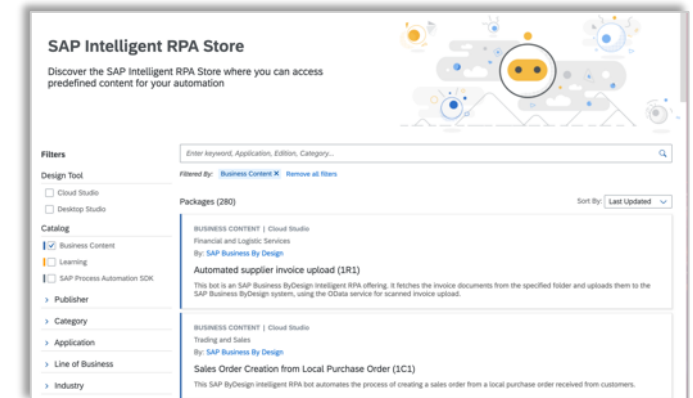 SAP Intelligent RPA Store
Discover the SAP Intelligent RPA Store where you can access
predefined content for your automation
Filters
Design Tool
Cloud Studio
Desktop Studio
Catalog
Business Content
Learning
SAP Process Automation SDK
Publisher
Category
Application
Line of Business
Industry
Enter keyword, Application, Edition, Category...
Filtered By: Business Content X Remove all filters
Packages (280)
Sort By: Last Updated
BUSINESS CONTENT | Cloud Studio
Financial and Logistic Services
By: SAP Business By Design
Automated supplier invoice upload (1R1)
This bot is an SAP Business ByDesign Intelligent RPA offering. It fetches the invoice documents from the specified folder and uploads them to the
SAP Business ByDesign system, using the OData service for scanned invoice upload.
BUSINESS CONTENT | Cloud Studio
Trading and Sales
By: SAP Business By Design
Sales Order Creation from Local Purchase Order (1C1)
This SAP ByDesign intelligent RPA bot automates the process of creating a sales order from a local purchase order received from customers.